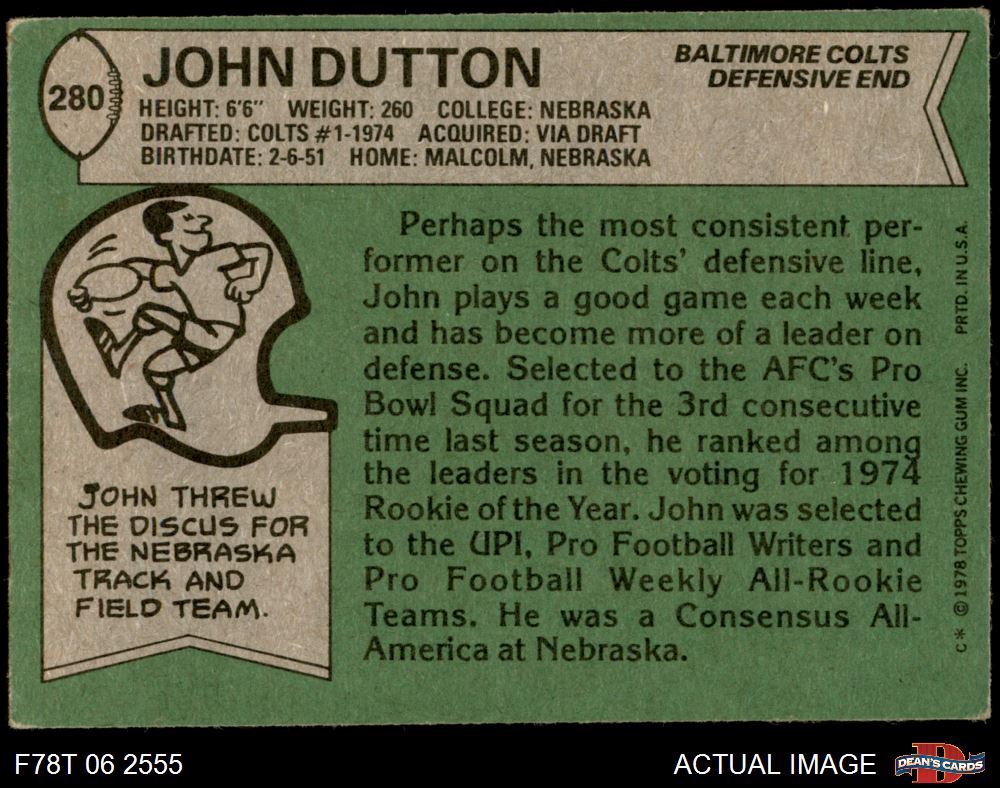 280
JOHN DUTTON
BALTIMORE COLTS
DEFENSIVE END
HEIGHT: 6'6" WEIGHT: 260 COLLEGE: NEBRASKA
DRAFTED: COLTS #1-1974 ACQUIRED: VIA DRAFT
BIRTHDATE: 2-6-51 HOME: MALCOLM, NEBRASKA
JOHN THREW
THE DISCUS FOR
THE NEBRASKA
TRACK AND
FIELD TEAM.
Perhaps the most consistent per-
former on the Colts' defensive line,
John plays a good game each week
and has become more of a leader on
defense. Selected to the AFC's Pro
Bowl Squad for the 3rd consecutive
time last season, he ranked among
the leaders in the voting for 1974
Rookie of the Year. John was selected
to the UPI, Pro Football Writers and
Pro Football Weekly All-Rookie
Teams. He was a Consensus All-
America at Nebraska.
C* © 1978 TOPPS CHEWING GUM INC. PRTD. IN U.S.A.
F78T 06 2555
ACTUAL IMAGE
D
DEAN'S CARDS